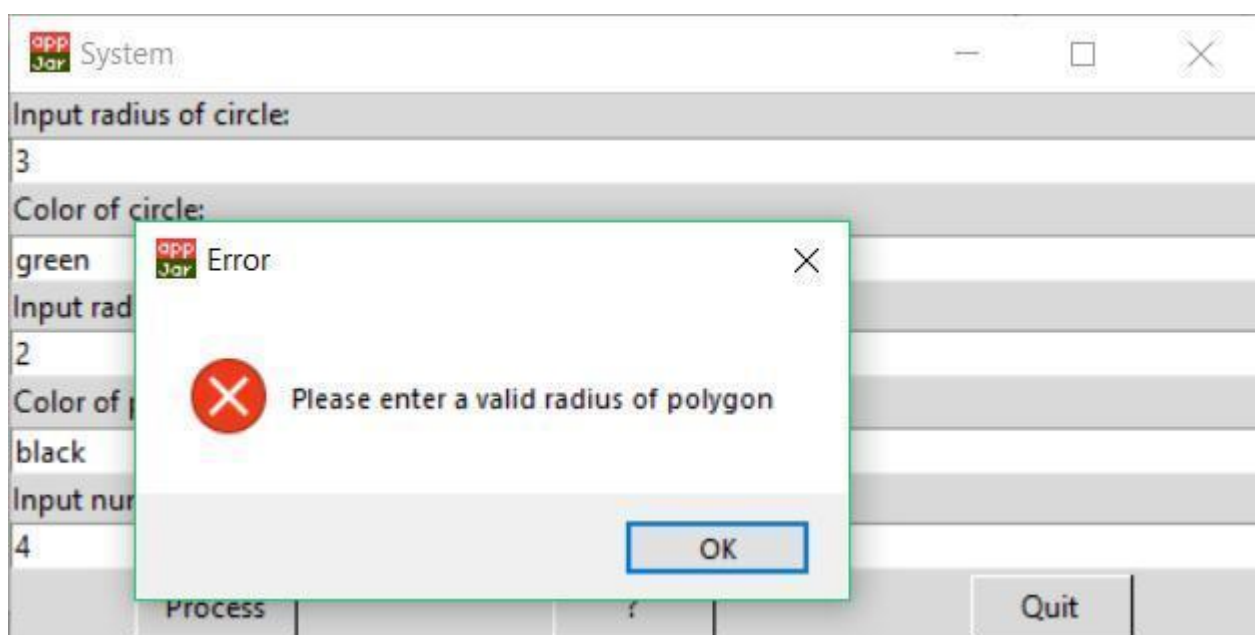 app
Jar
System
Input radius of circle:
3
Color of circle:
green
app
Jar
Error
Input rad
2
Please enter a valid radius of polygon
Color of
black
Input nur
4
OK
Process
?
Quit